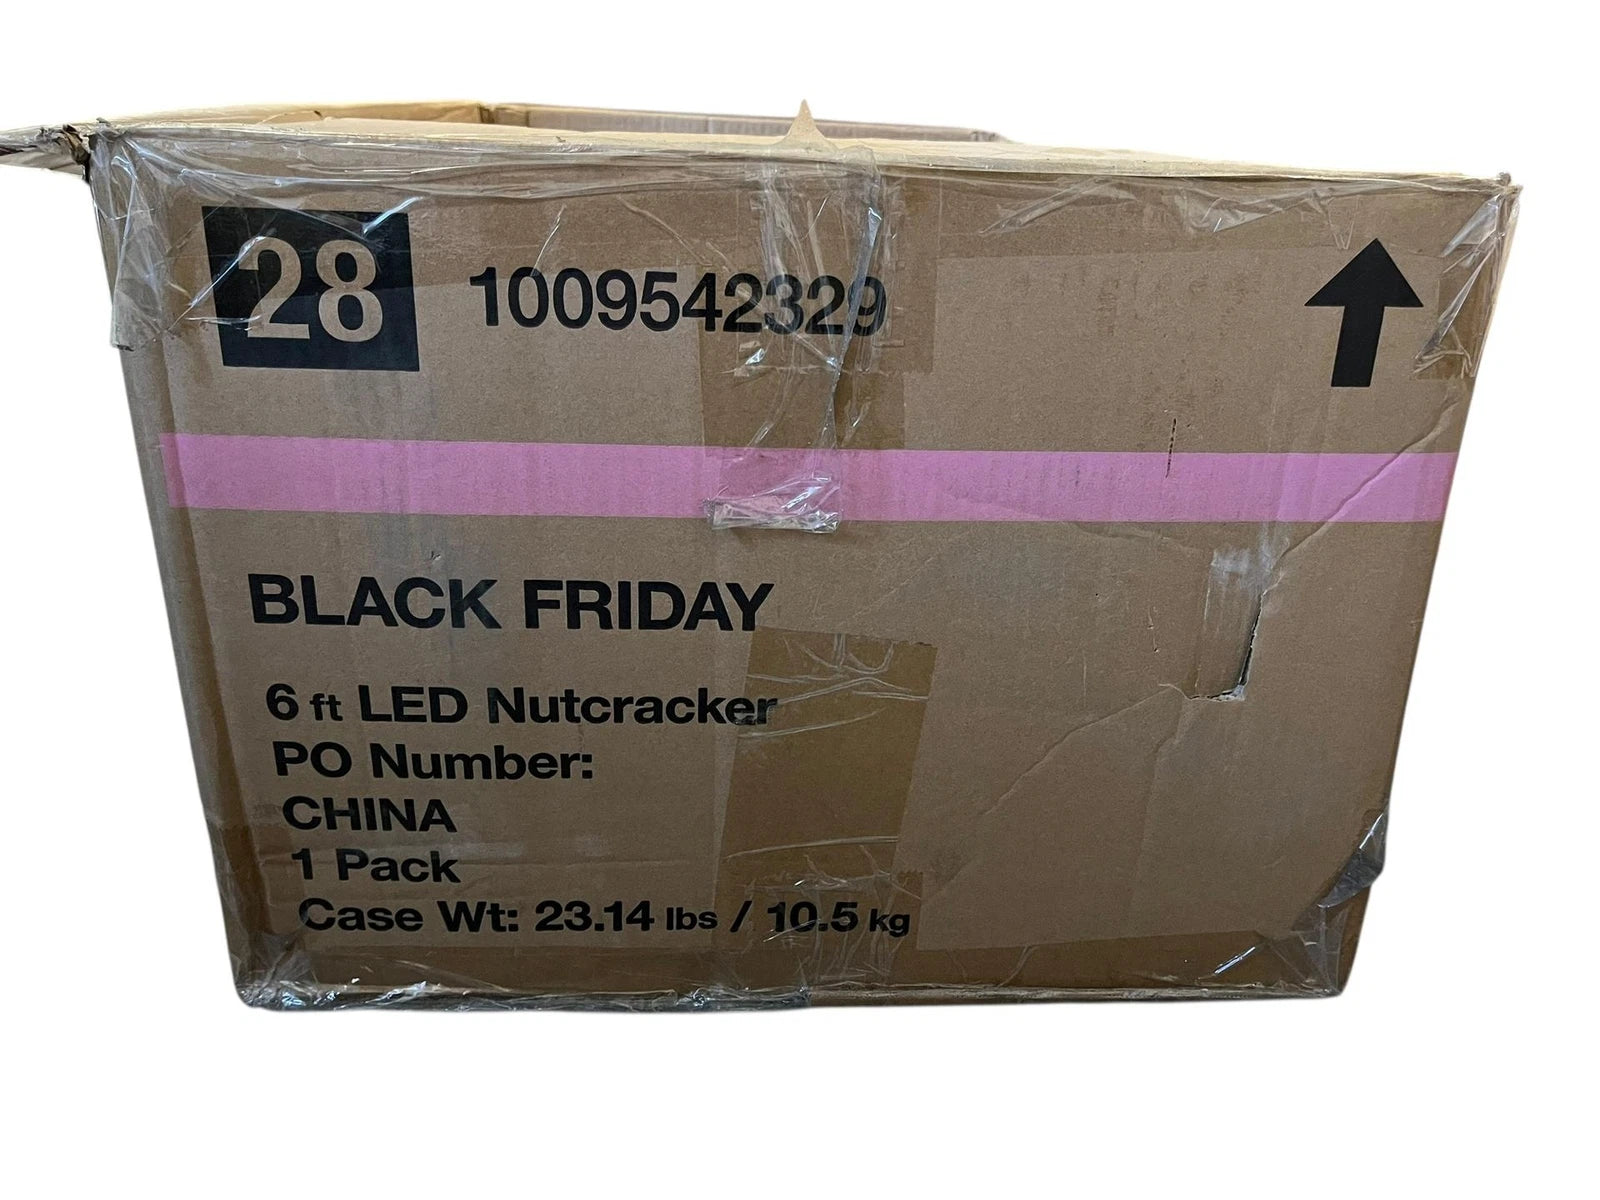 28
1009542329
BLACK FRIDAY
6 ft LED Nutcracker
PO Number:
CHINA
1 Pack
Case Wt: 23.14 lbs / 10.5 kg